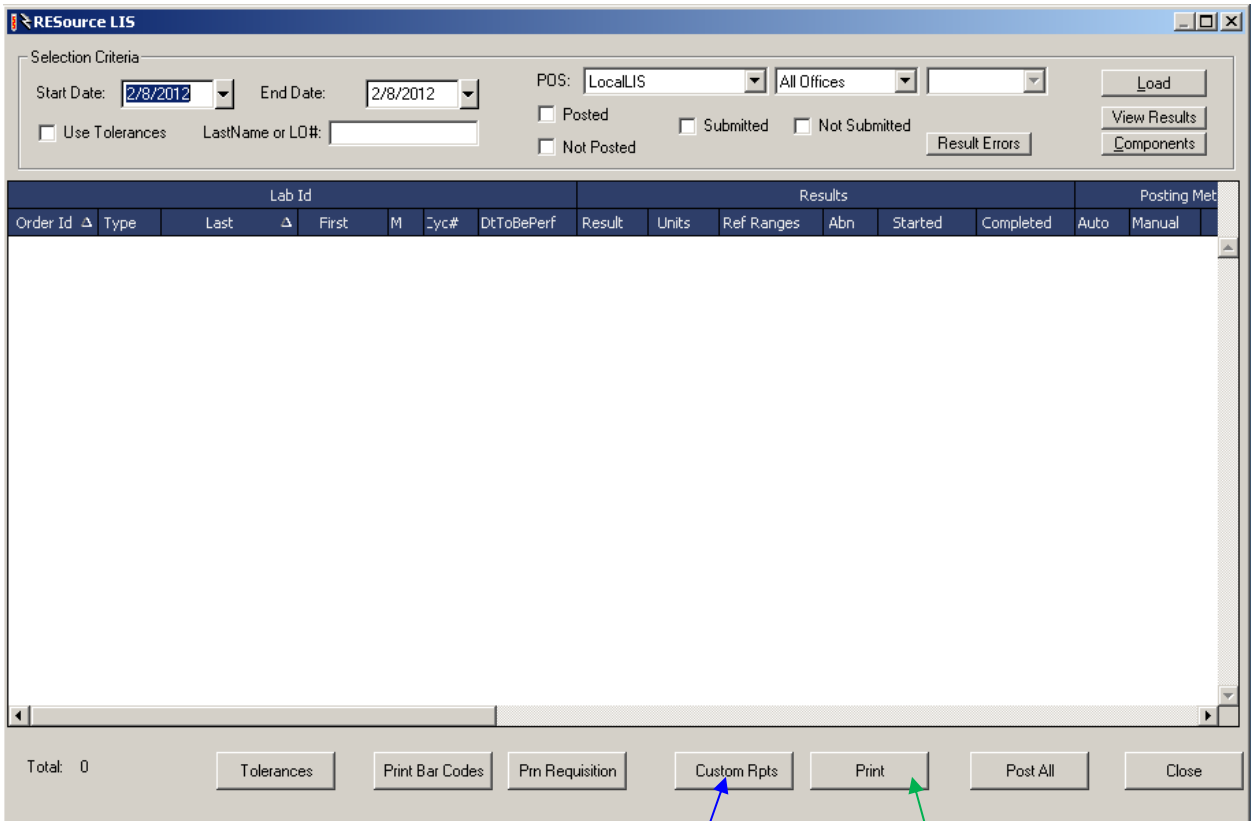 RESource LIS
Selection Criteria
Start Date: 2/8/2012 End Date: 2/8/2012 POS: LocalLIS All Offices Load
Use Tolerances LastName or LO#: Posted Submitted Not Submitted View Results
Not Posted Result Errors Components
Lab Id Results Posting Met
Order Id Type Last First M Cyc# DtToBePerf Result Units Ref Ranges Abn Started Completed Auto Manual
Total: 0 Tolerances Print Bar Codes Prn Requisition Custom Rpts Print Post All Close